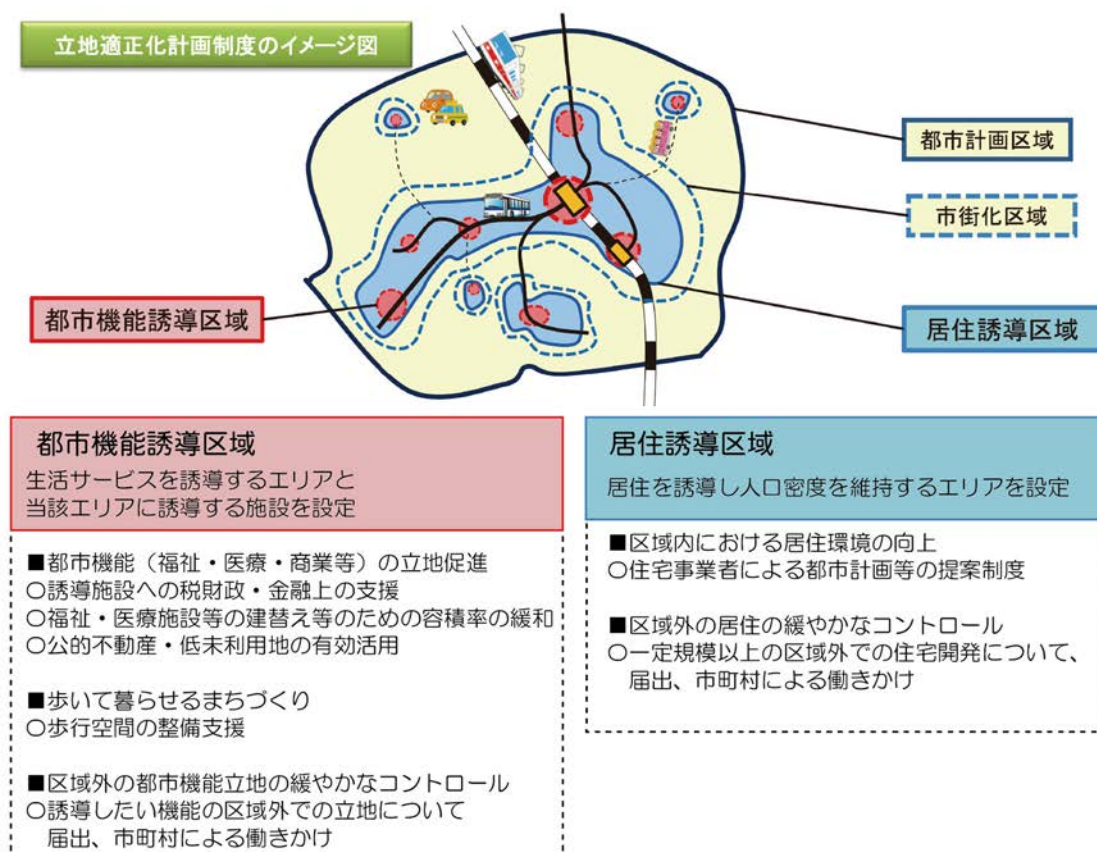 立地適正化計画制度のイメージ図
都市計画区域
市街化区域
都市機能誘導区域
居住誘導区域
都市機能誘導区域
生活サービスを誘導するエリアと
当該エリアに誘導する施設を設定
■都市機能（福祉・医療・商業等）の立地促進
○誘導施設への税財政・金融上の支援
○福祉・医療施設等の建替え等のための容積率の緩和
○公的不動産・低未利用地の有効活用
■歩いて暮らせるまちづくり
○歩行空間の整備支援
■区域外の都市機能立地の緩やかなコントロール
○誘導したい機能の区域外での立地について
届出、市町村による働きかけ
居住誘導区域
居住を誘導し人口密度を維持するエリアを設定
■区域内における居住環境の向上
○住宅事業者による都市計画等の提案制度
■区域外の居住の緩やかなコントロール
○一定規模以上の区域外での住宅開発について、
届出、市町村による働きかけ